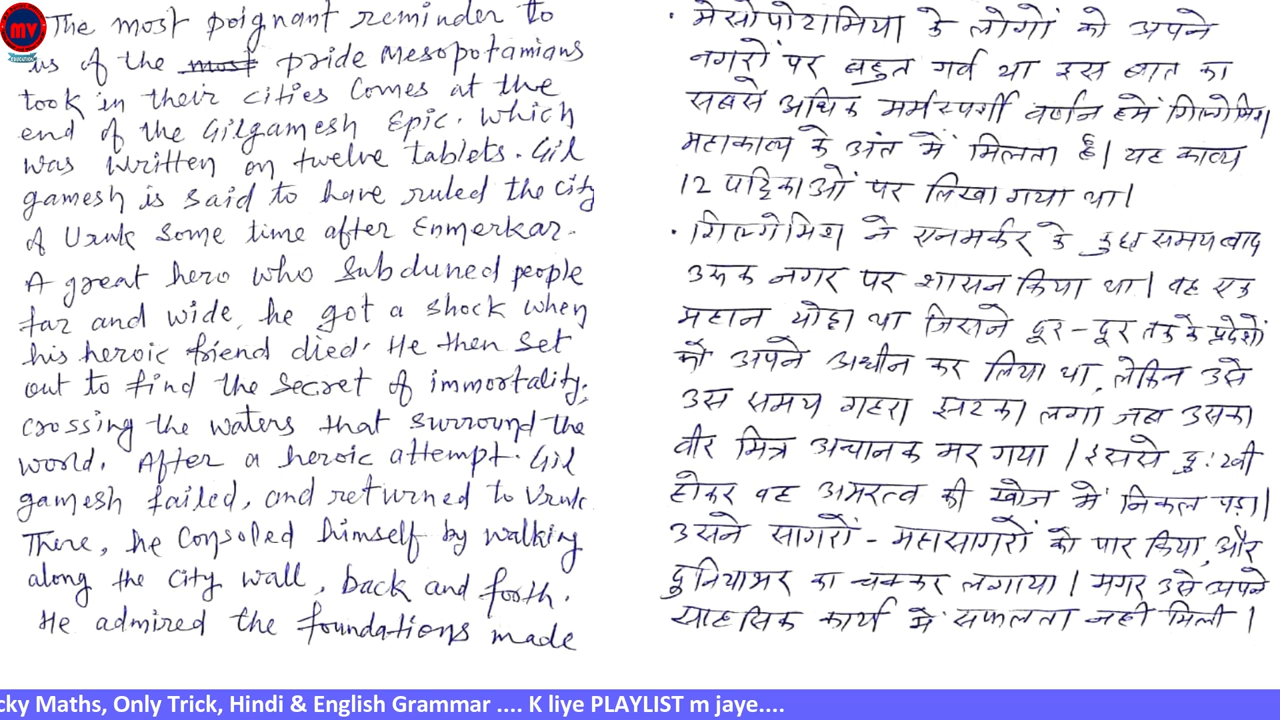 mv
EDUCATION
The most poignant reminder to
us of the most pride Mesopotamians
took in their cities comes at the
end of the Gilgamesh Epic. Which
was written on twelve tablets. Gil
gamesh is said to have ruled the city
of Uruk some time after Enmerkar.
A great hero who subduned people
far and wide, he got a shock when
his heroic friend died. He then set
out to find the secret of immortality,
crossing the waters that surround the
world. After a heroic attempt. Gil
gamesh failed, and returned to Uruk.
There, he consoled himself by walking
along the city wall, back and forth.
He admired the foundations made
• मेसोपोटामिया के लोगों को अपने
नगरों पर बहुत गर्व था इस बात का
सबसे अधिक मर्मस्पर्शी वर्णन हमें गिल्गेमिश
महाकाव्य के अंत में मिलता है। यह काव्य
12 पट्टिकाओं पर लिखा गया था।
• गिल्गेमिश ने एनमर्कर के कुछ समय बाद
उरुक नगर पर शासन किया था। वह एक
महान योद्धा था जिसने दूर-दूर तक के प्रदेशों
को अपने अधीन कर लिया था, लेकिन उसे
उस समय गहरा झटका लगा जब उसका
वीर मित्र अचानक मर गया। इससे दुःखी
होकर वह अमरत्व की खोज में निकल पड़ा।
उसने सागरों-महासागरों को पार किया, और
दुनियाभर का चक्कर लगाया। मगर उसे अपने
साहसिक कार्य में सफलता नहीं मिली।
cky Maths, Only Trick, Hindi & English Grammar .... K liye PLAYLIST m jaye....